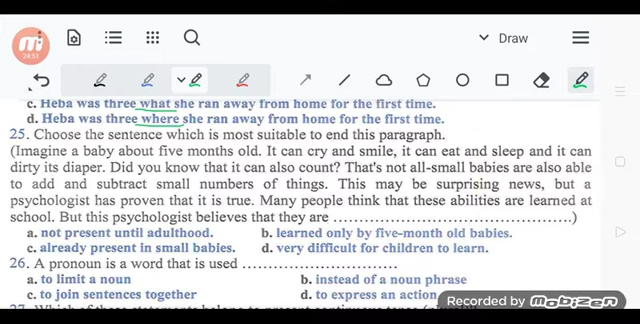 Draw
24:51
c. Heba was three what she ran away from home for the first time.
d. Heba was three where she ran away from home for the first time.
25. Choose the sentence which is most suitable to end this paragraph.
(Imagine a baby about five months old. It can cry and smile, it can eat and sleep and it can
dirty its diaper. Did you know that it can also count? That's not all-small babies are also able
to add and subtract small numbers of things. This may be surprising news, but a
psychologist has proven that it is true. Many people think that these abilities are learned at
school. But this psychologist believes that they are ………………………………………)
a. not present until adulthood. b. learned only by five-month old babies.
c. already present in small babies. d. very difficult for children to learn.
26. A pronoun is a word that is used ………………………………
a. to limit a noun b. instead of a noun phrase
c. to join sentences together d. to express an action
Recorded by Mobizen